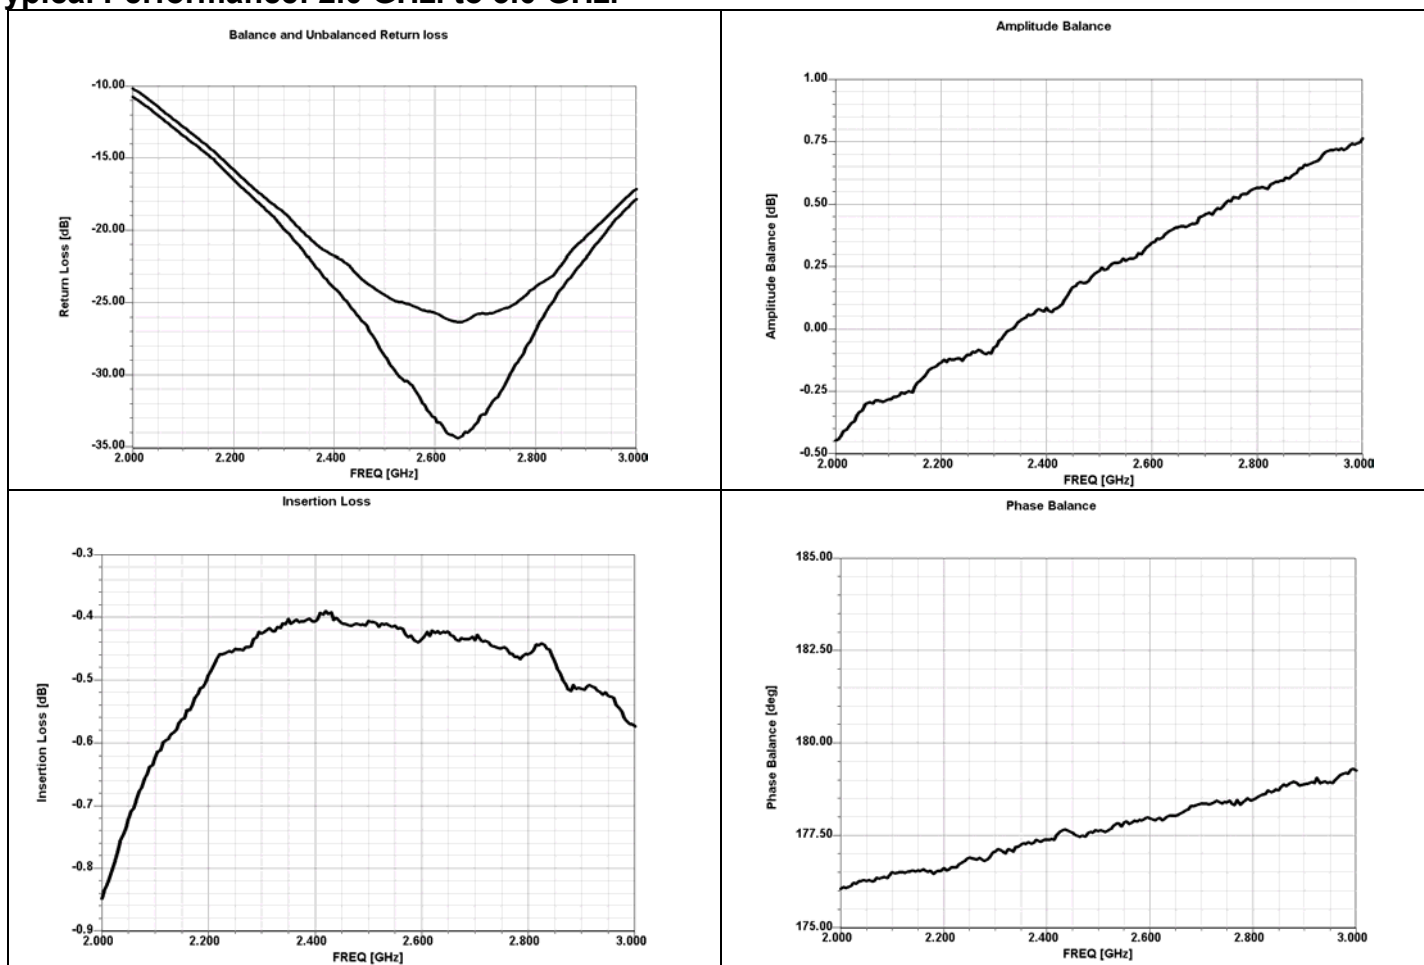 Balance and Unbalanced Return loss
-10.00
-15.00
-20.00
-25.00
-30.00
-35.00
Return Loss [dB]
2.000 2.200 2.400 2.600 2.800 3.000
FREQ [GHz]
Amplitude Balance
1.00
0.75
0.50
0.25
0.00
-0.25
-0.50
Amplitude Balance [dB]
2.000 2.200 2.400 2.600 2.800 3.000
FREQ [GHz]
Insertion Loss
-0.3
-0.4
-0.5
-0.6
-0.7
-0.8
-0.9
Insertion Loss [dB]
2.000 2.200 2.400 2.600 2.800 3.000
FREQ [GHz]
Phase Balance
185.00
182.50
180.00
177.50
175.00
Phase Balance [deg]
2.000 2.200 2.400 2.600 2.800 3.000
FREQ [GHz]